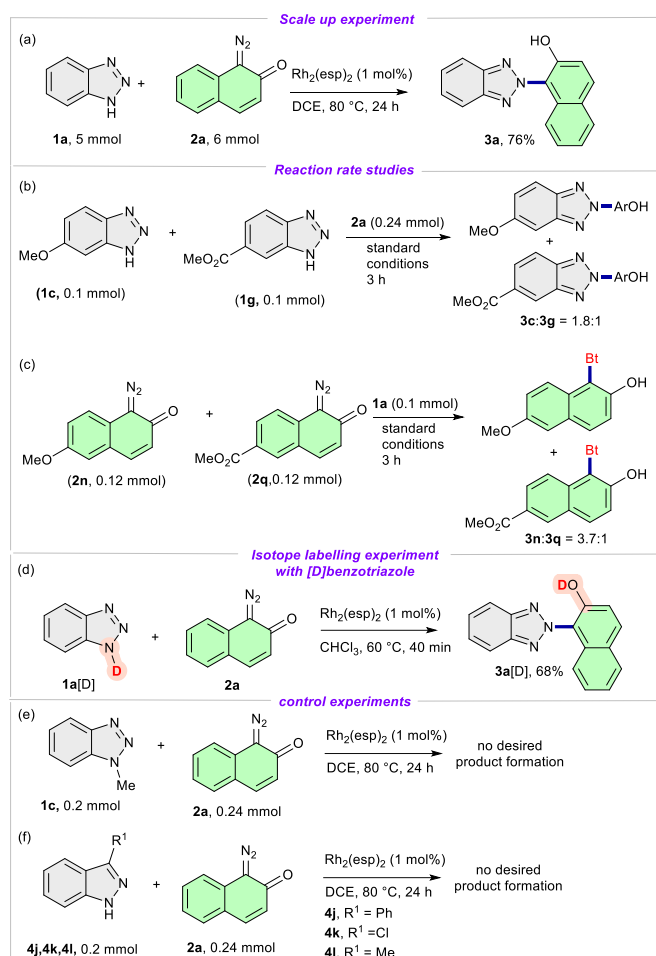 Scale up experiment
(a)
N2
O
N
N
N
H
+
Rh2(esp)2 (1 mol%)
DCE, 80 °C, 24 h
HO
N
N
N
1a, 5 mmol
2a, 6 mmol
3a, 76%
Reaction rate studies
(b)
MeO
N
N
N
H
+
MeO2C
N
N
N
H
2a (0.24 mmol)
standard
conditions
3 h
N
N
N
ArOH
MeO
+
N
N
N
ArOH
MeO2C
(1c, 0.1 mmol)
(1g, 0.1 mmol)
3c:3g = 1.8:1
(c)
N2
O
MeO
+
N2
O
MeO2C
1a (0.1 mmol)
standard
conditions
3 h
Bt
OH
MeO
+
Bt
OH
MeO2C
(2n, 0.12 mmol)
(2q,0.12 mmol)
3n:3q = 3.7:1
Isotope labelling experiment
with [D]benzotriazole
(d)
N
N
N
D
+
N2
O
Rh2(esp)2 (1 mol%)
CHCl3, 60 °C, 40 min
DO
N
N
N
1a[D]
2a
3a[D], 68%
control experiments
(e)
N
N
N
Me
+
N2
O
Rh2(esp)2 (1 mol%)
DCE, 80 °C, 24 h
no desired
product formation
1c, 0.2 mmol
2a, 0.24 mmol
(f)
R1
N
N
H
+
N2
O
Rh2(esp)2 (1 mol%)
DCE, 80 °C, 24 h
4j, R1 = Ph
4k, R1 =Cl
4l, R1 = Me
no desired
product formation
4j,4k,4l, 0.2 mmol
2a, 0.24 mmol